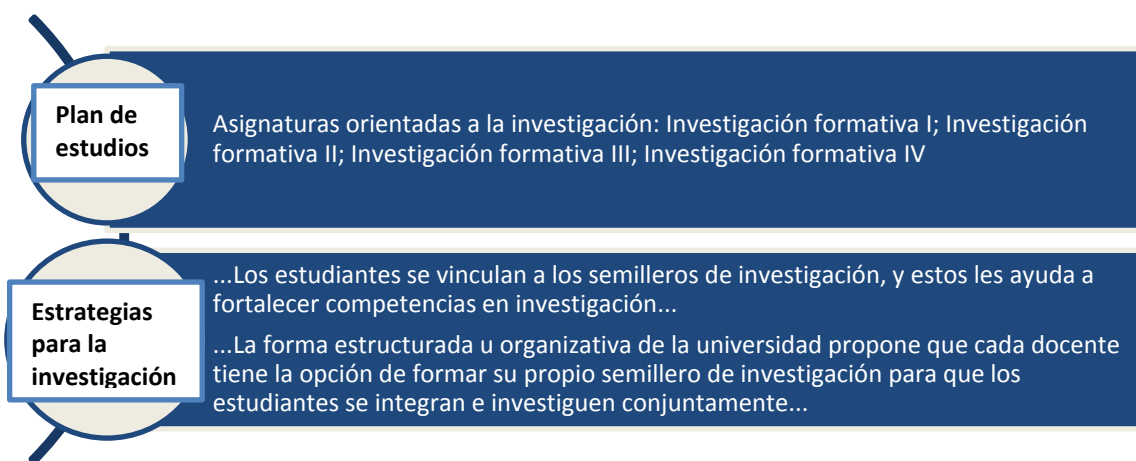 Plan de
estudios
Asignaturas orientadas a la investigación: Investigación formativa I; Investigación
formativa II; Investigación formativa III; Investigación formativa IV
Estrategias
para la
investigación
...Los estudiantes se vinculan a los semilleros de investigación, y estos les ayuda a
fortalecer competencias en investigación...
...La forma estructurada u organizativa de la universidad propone que cada docente
tiene la opción de formar su propio semillero de investigación para que los
estudiantes se integran e investiguen conjuntamente...